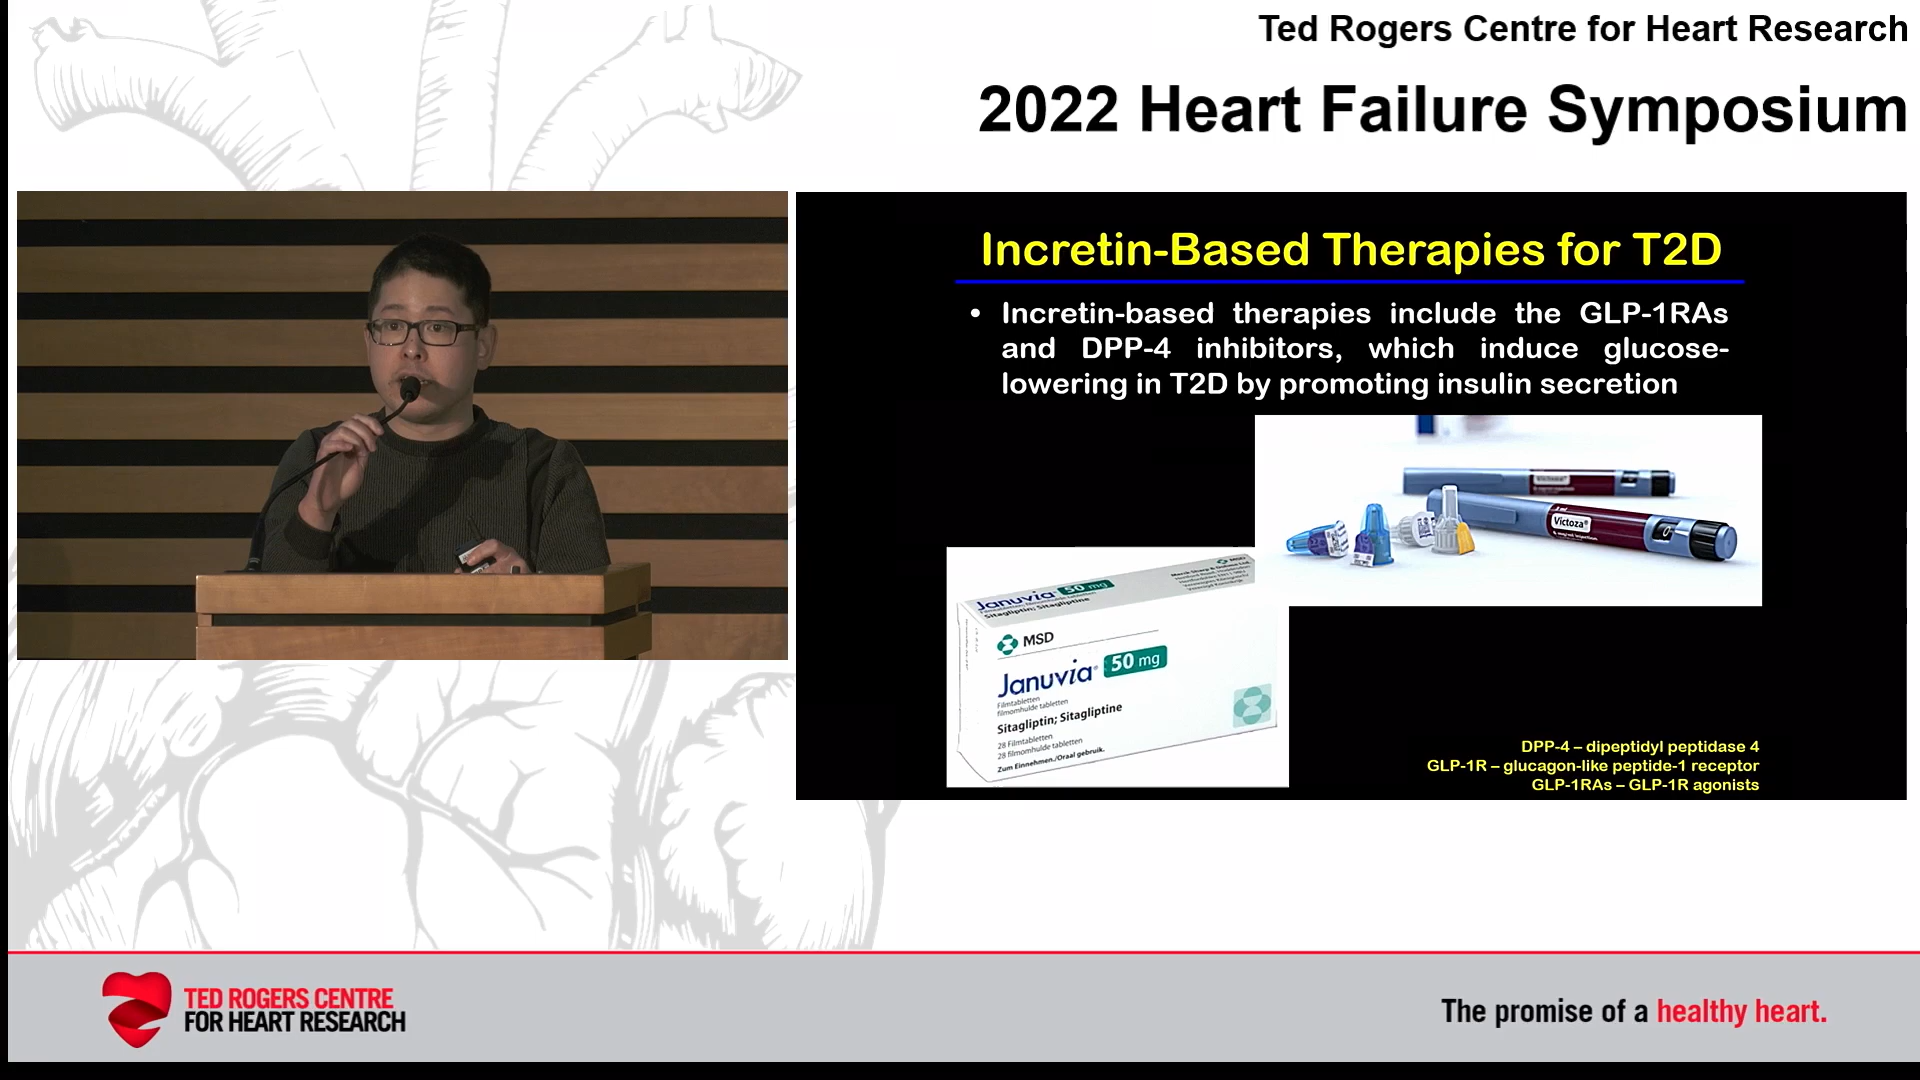 Ted Rogers Centre for Heart Research
2022 Heart Failure Symposium
Incretin-Based Therapies for T2D
• Incretin-based therapies include the GLP-1RAs
and DPP-4 inhibitors, which induce glucose-
lowering in T2D by promoting insulin secretion
Victoza®
Januvia 50 mg
Sitagliptin; Sitagliptine
MSD
Januvia® 50 mg
Filmtabletten
filmomhulde tabletten
Sitagliptin; Sitagliptine
28 Filmtabletten
28 filmomhulde tabletten
Zum Einnehmen./Oraal gebruik.
DPP-4 – dipeptidyl peptidase 4
GLP-1R – glucagon-like peptide-1 receptor
GLP-1RAs – GLP-1R agonists
TED ROGERS CENTRE
FOR HEART RESEARCH
The promise of a healthy heart.